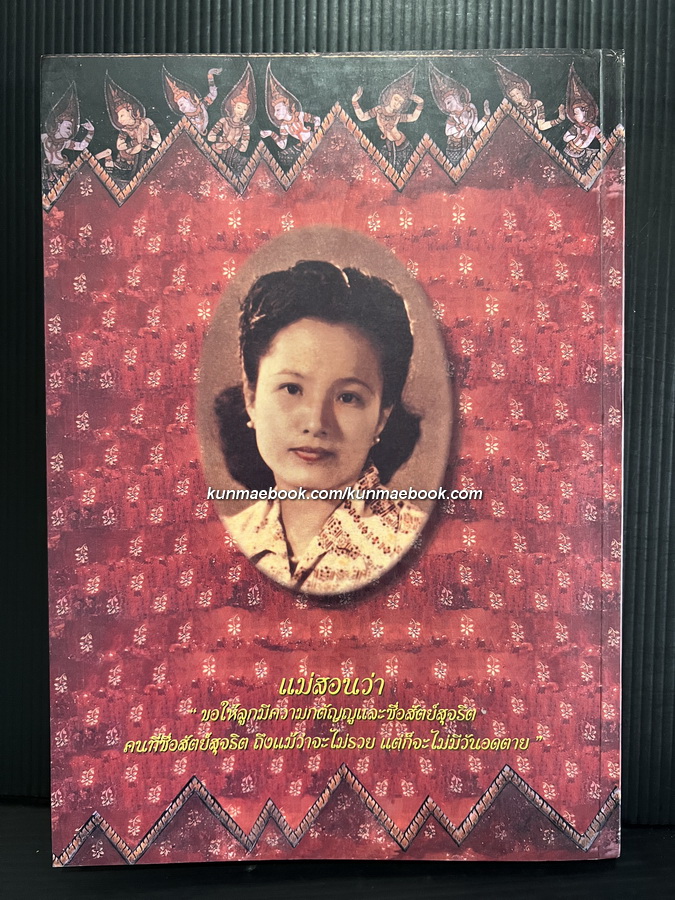 kunmaebook.com/kunmaebook.com
แม่สอนว่า
“ ขอให้ลูกมีความกตัญญูและซื่อสัตย์สุจริต
คนที่ซื่อสัตย์สุจริต ถึงแม้ว่าจะไม่รวย แต่ก็จะไม่มีวันอดตาย ”